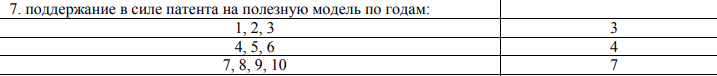 7. поддержание в силе патента на полезную модель по годам:
1, 2, 3 3
4, 5, 6 4
7, 8, 9, 10 7